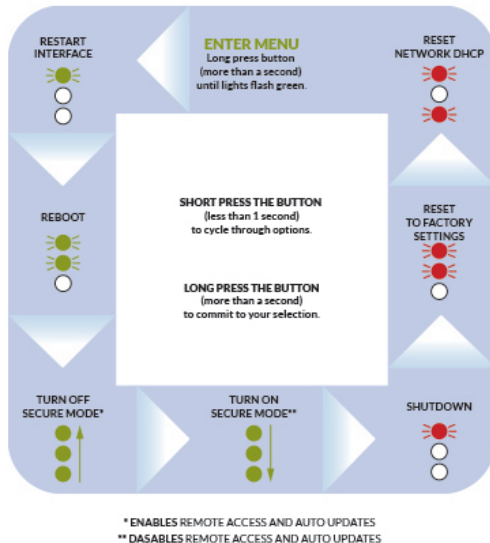 RESTART
INTERFACE
ENTER MENU
Long press button
(more than a second)
until lights flash green.
RESET
NETWORK DHCP
SHORT PRESS THE BUTTON
(less than 1 second)
to cycle through options.
REBOOT
RESET
TO FACTORY
SETTINGS
LONG PRESS THE BUTTON
(more than a second)
to commit to your selection.
TURN OFF
SECURE MODE*
TURN ON
SECURE MODE**
SHUTDOWN
* ENABLES REMOTE ACCESS AND AUTO UPDATES
** DASABLES REMOTE ACCESS AND AUTO UPDATES